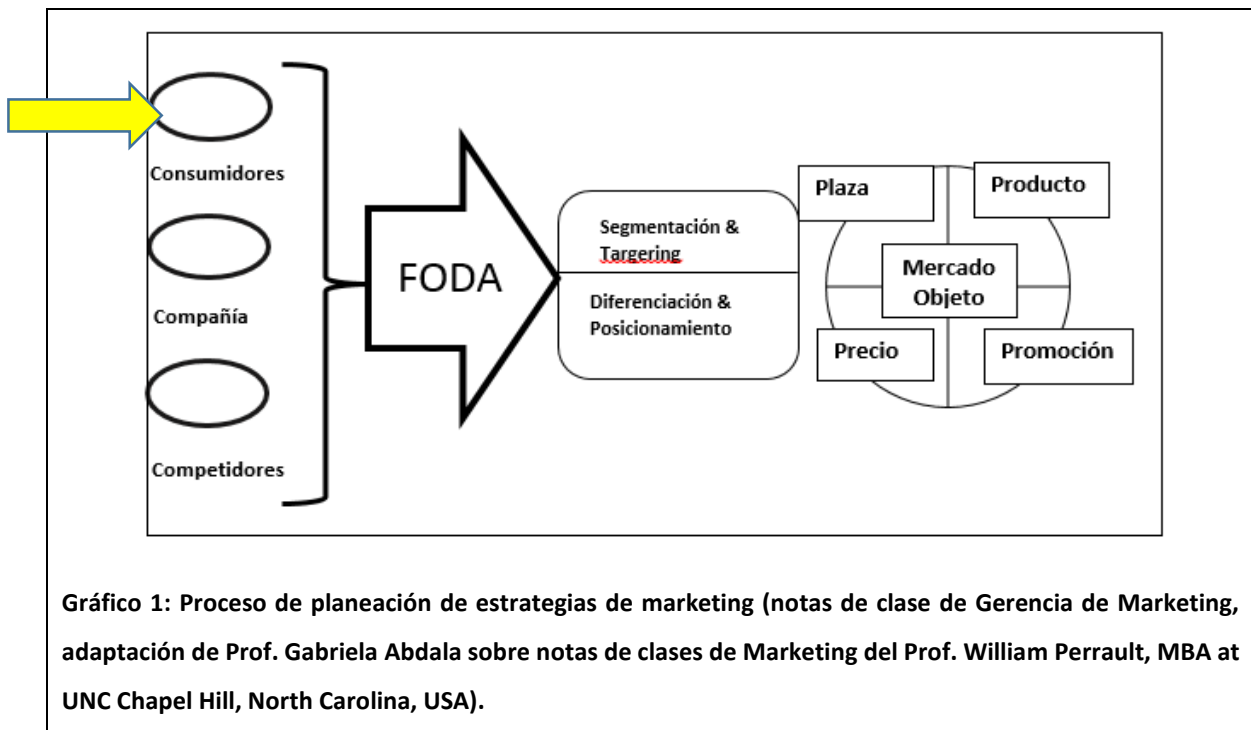 Consumidores
Compañía
Competidores
FODA
Segmentación &
Targering
Diferenciación &
Posicionamiento
Plaza
Producto
Mercado
Objeto
Precio
Promoción
Gráfico 1: Proceso de planeación de estrategias de marketing (notas de clase de Gerencia de Marketing,
adaptación de Prof. Gabriela Abdala sobre notas de clases de Marketing del Prof. William Perrault, MBA at
UNC Chapel Hill, North Carolina, USA).